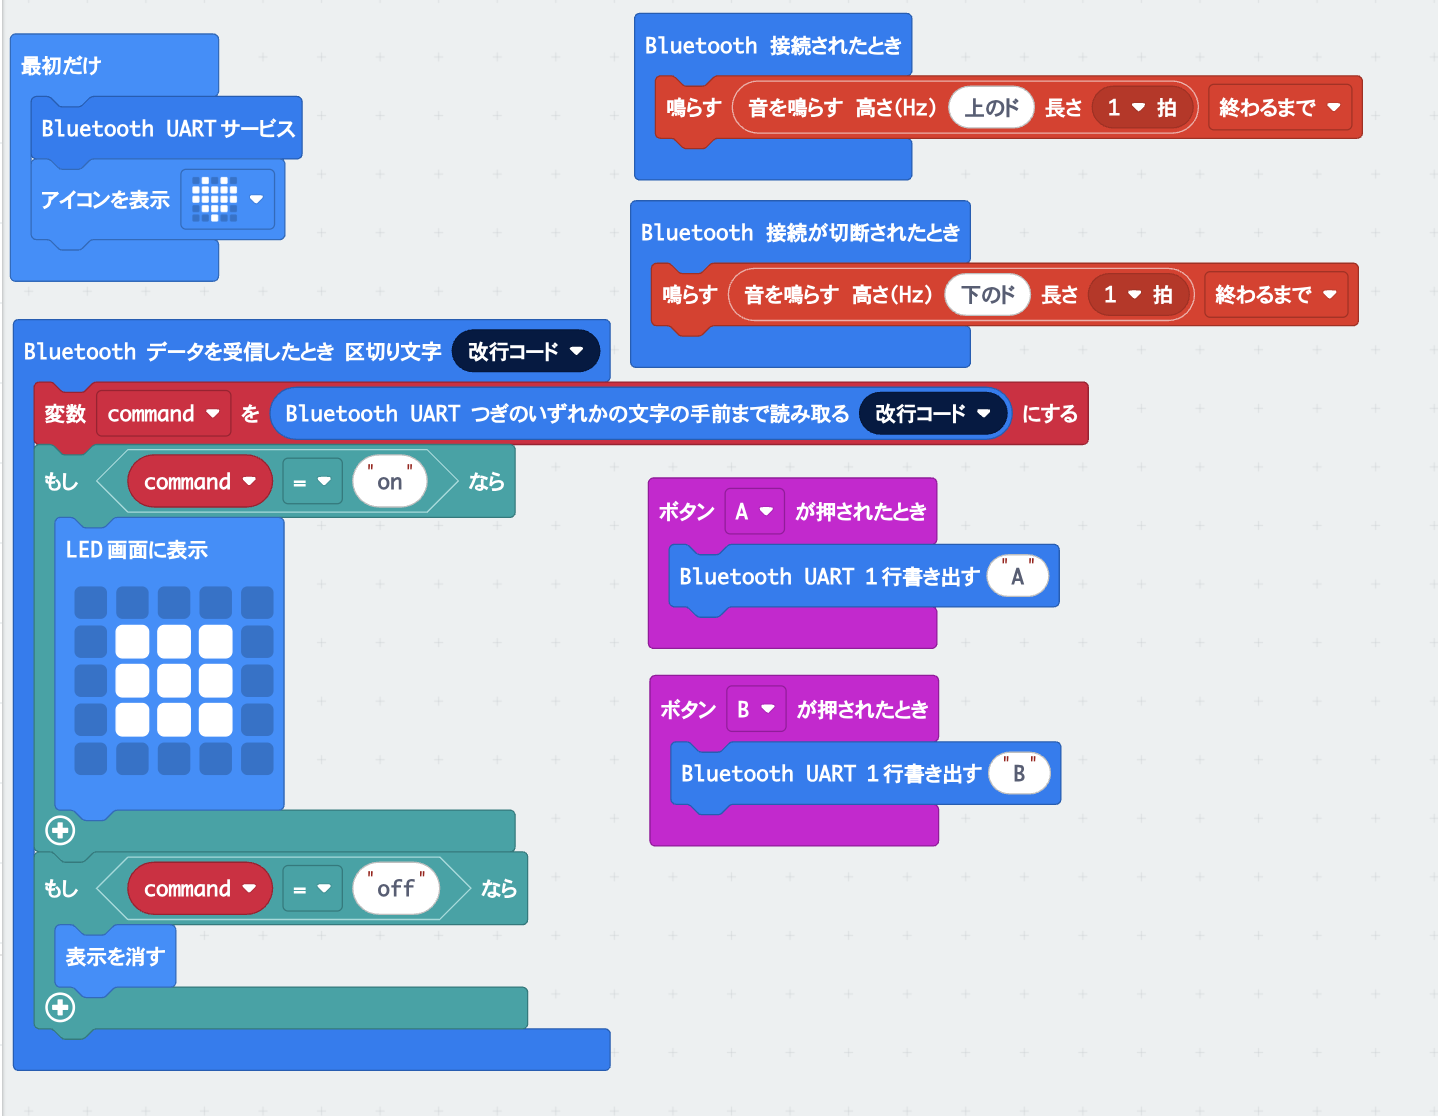 最初だけ
Bluetooth UARTサービス
アイコンを表示
Bluetooth 接続されたとき
鳴らす 音を鳴らす 高さ(Hz) 上のド 長さ 1 拍 終わるまで
Bluetooth 接続が切断されたとき
鳴らす 音を鳴らす 高さ(Hz) 下のド 長さ 1 拍 終わるまで
Bluetooth データを受信したとき 区切り文字 改行コード
変数 command を Bluetooth UART つぎのいずれかの文字の手前まで読み取る 改行コード にする
もし command = "on" なら
LED画面に表示
もし command = "off" なら
表示を消す
ボタン A が押されたとき
Bluetooth UART 1行書き出す "A"
ボタン B が押されたとき
Bluetooth UART 1行書き出す "B"